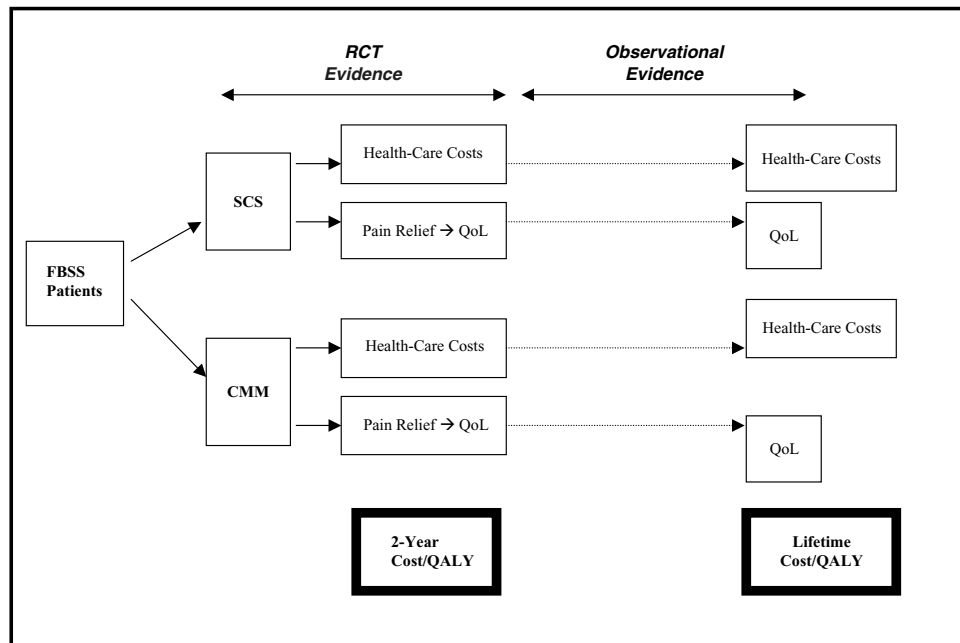 RCT
Evidence
Observational
Evidence
Health-Care Costs
Health-Care Costs
SCS
Pain Relief → QoL
QoL
FBSS
Patients
Health-Care Costs
Health-Care Costs
CMM
Pain Relief → QoL
QoL
2-Year
Cost/QALY
Lifetime
Cost/QALY